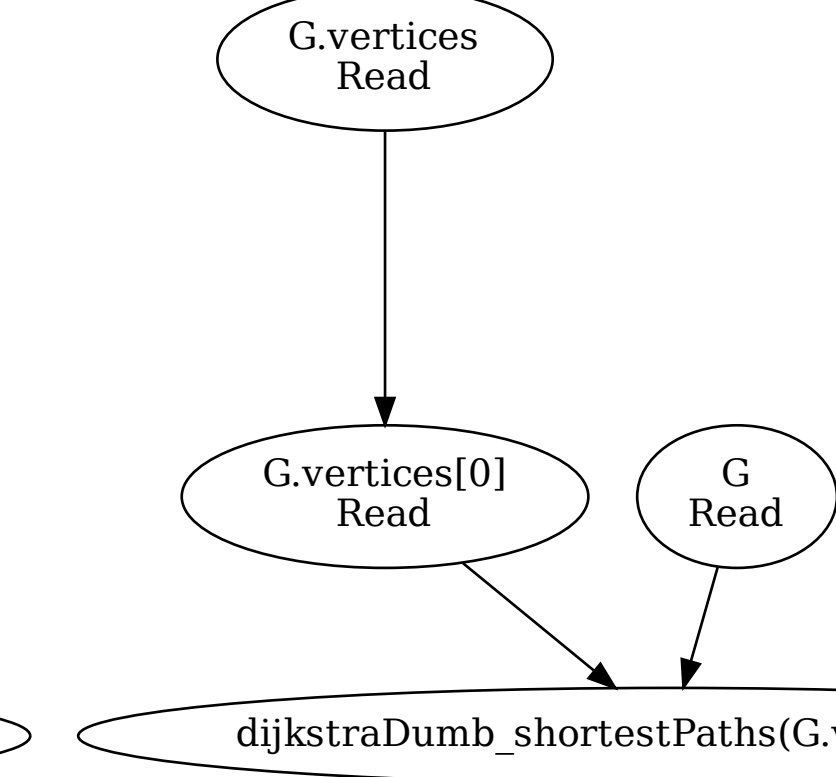 G.vertices
Read
G.vertices[0]
Read
G
Read
dijkstraDumb_shortestPaths(G.